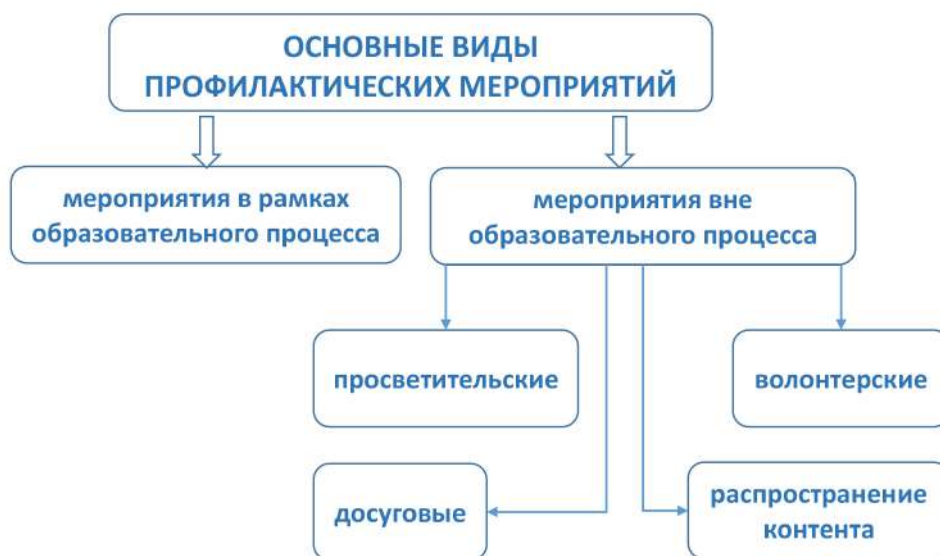 ОСНОВНЫЕ ВИДЫ
ПРОФИЛАКТИЧЕСКИХ МЕРОПРИЯТИЙ
мероприятия в рамках
образовательного процесса
мероприятия вне
образовательного процесса
просветительские
волонтерские
досуговые
распространение
контента